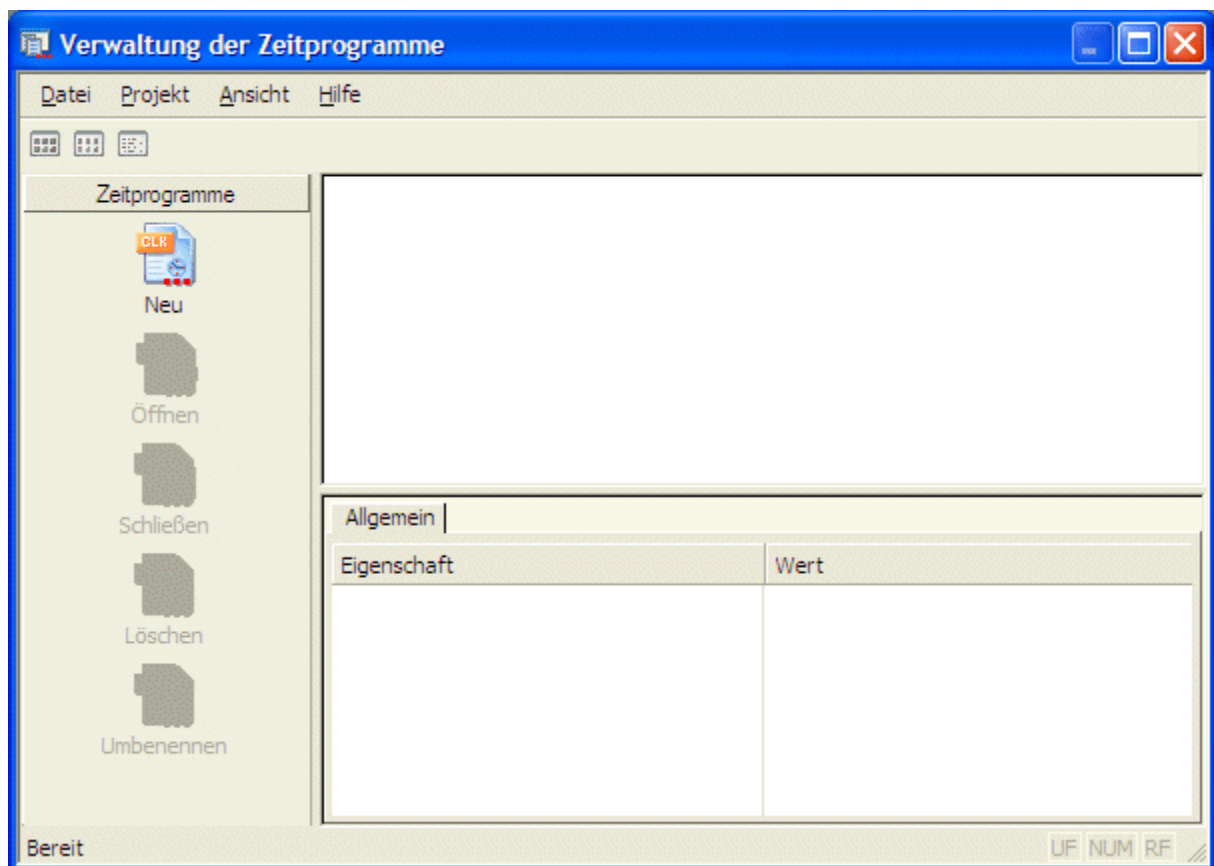 Verwaltung der Zeitprogramme
Datei Projekt Ansicht Hilfe
Zeitprogramme
CLK
Neu
Öffnen
Schließen
Löschen
Umbenennen
Allgemein
Eigenschaft Wert
Bereit UF NUM RF